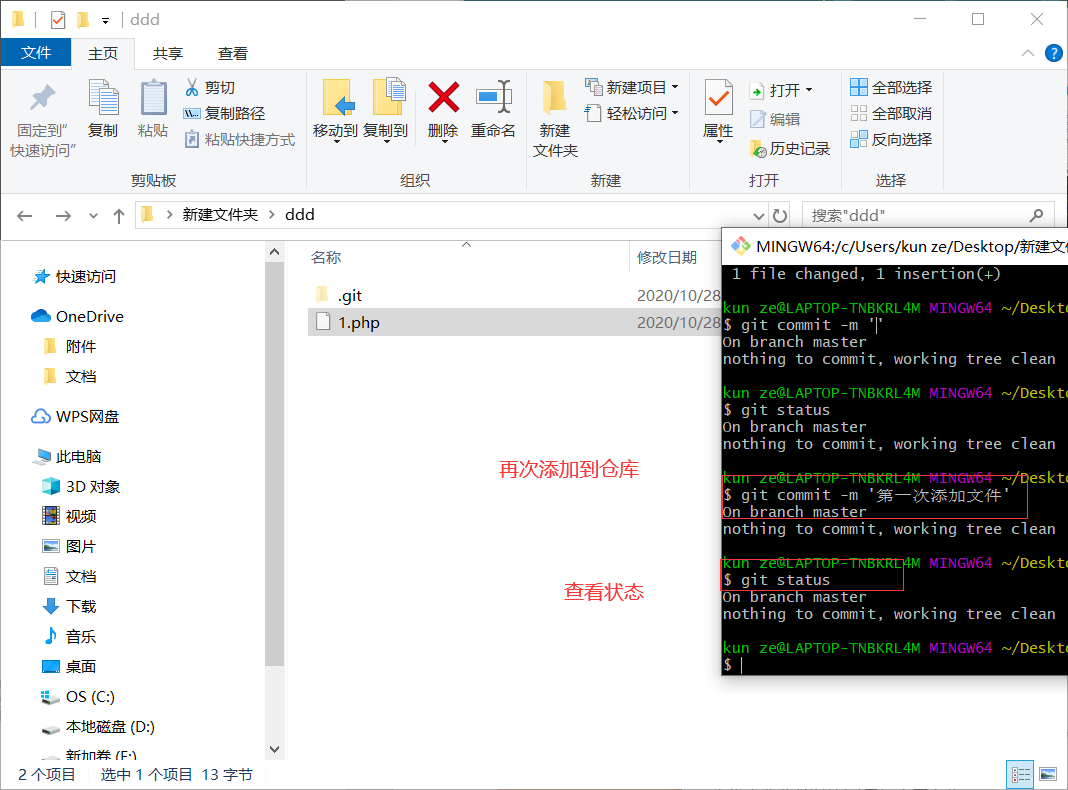 ddd
文件 主页 共享 查看
固定到"
快速访问"
复制
粘贴
剪切
复制路径
粘贴快捷方式
剪贴板
移动到 复制到 删除 重命名
组织
新建
文件夹
新建项目
轻松访问
新建
属性
打开
编辑
历史记录
打开
全部选择
全部取消
反向选择
选择
新建文件夹 ddd
搜索"ddd"
快速访问
OneDrive
附件
文档
WPS网盘
此电脑
3D 对象
视频
图片
文档
下载
音乐
桌面
OS (C:)
本地磁盘 (D:)
新加卷 (E:)
名称 修改日期
.git 2020/10/28
1.php 2020/10/28
再次添加到仓库
查看状态
MINGW64:/c/Users/kun ze/Desktop/新建文
1 file changed, 1 insertion(+)
kun ze@LAPTOP-TNBKRL4M MINGW64 ~/Deskto
$ git commit -m ''
On branch master
nothing to commit, working tree clean
kun ze@LAPTOP-TNBKRL4M MINGW64 ~/Deskto
$ git status
On branch master
nothing to commit, working tree clean
kun ze@LAPTOP-TNBKRL4M MINGW64 ~/Deskto
$ git commit -m '第一次添加文件'
On branch master
nothing to commit, working tree clean
kun ze@LAPTOP-TNBKRL4M MINGW64 ~/Deskto
$ git status
On branch master
nothing to commit, working tree clean
kun ze@LAPTOP-TNBKRL4M MINGW64 ~/Deskto
$
2 个项目 选中 1 个项目 13 字节